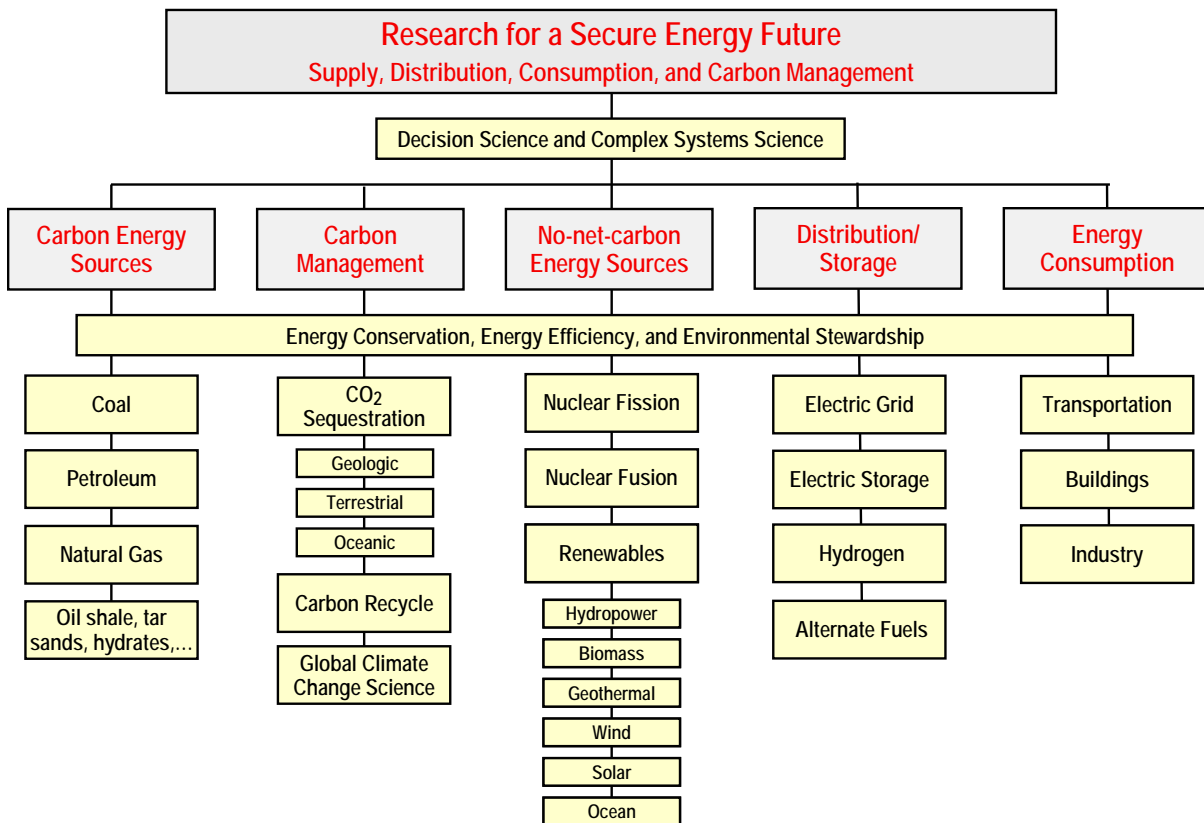 Research for a Secure Energy Future
Supply, Distribution, Consumption, and Carbon Management
Decision Science and Complex Systems Science
Carbon Energy
Sources
Carbon
Management
No-net-carbon
Energy Sources
Distribution/
Storage
Energy
Consumption
Energy Conservation, Energy Efficiency, and Environmental Stewardship
Coal
Petroleum
Natural Gas
Oil shale, tar
sands, hydrates,...
CO2
Sequestration
Geologic
Terrestrial
Oceanic
Carbon Recycle
Global Climate
Change Science
Nuclear Fission
Nuclear Fusion
Renewables
Hydropower
Biomass
Geothermal
Wind
Solar
Ocean
Electric Grid
Electric Storage
Hydrogen
Alternate Fuels
Transportation
Buildings
Industry